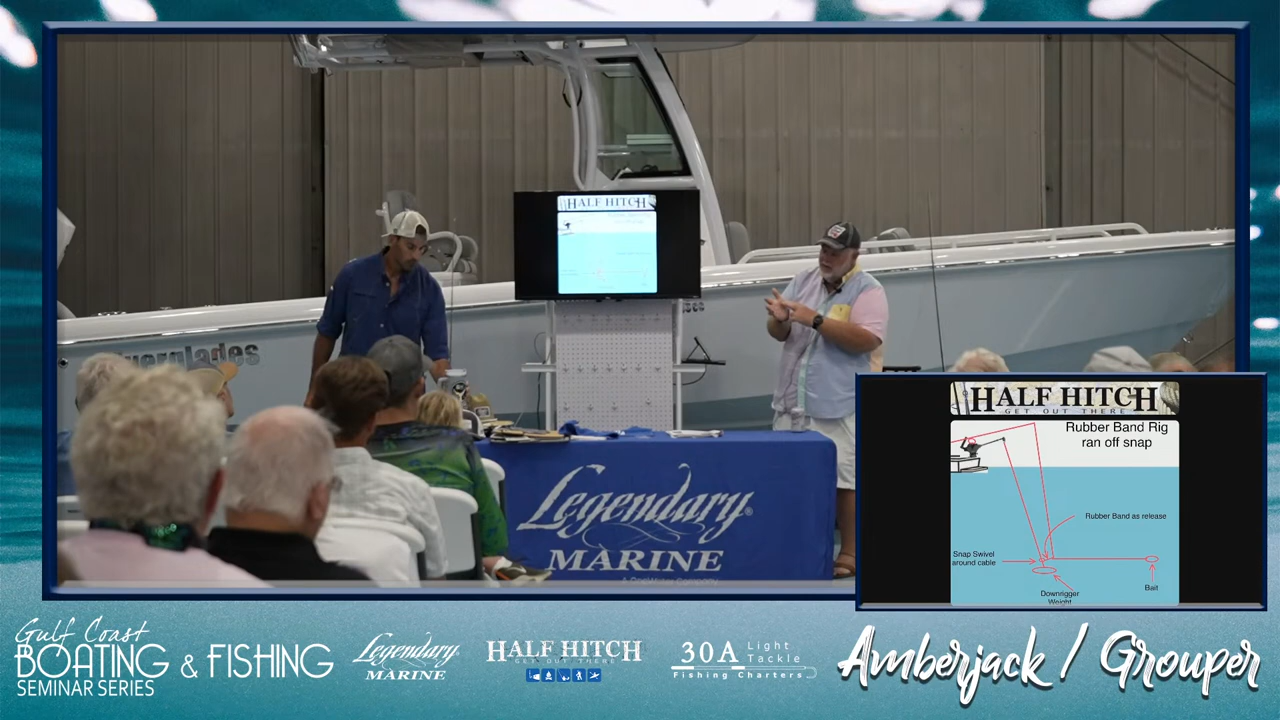 HALF HITCH
Everglades
Legendary®
MARINE
HALF HITCH
GET OUT THERE
Rubber Band Rig
ran off snap
Rubber Band as release
Snap Swivel
around cable
Bait
Downrigger
Weight
Gulf Coast
BOATING & FISHING
SEMINAR SERIES
Legendary
MARINE
HALF HITCH
GET OUT THERE
30A Light
Tackle
Fishing Charters
Amberjack / Grouper